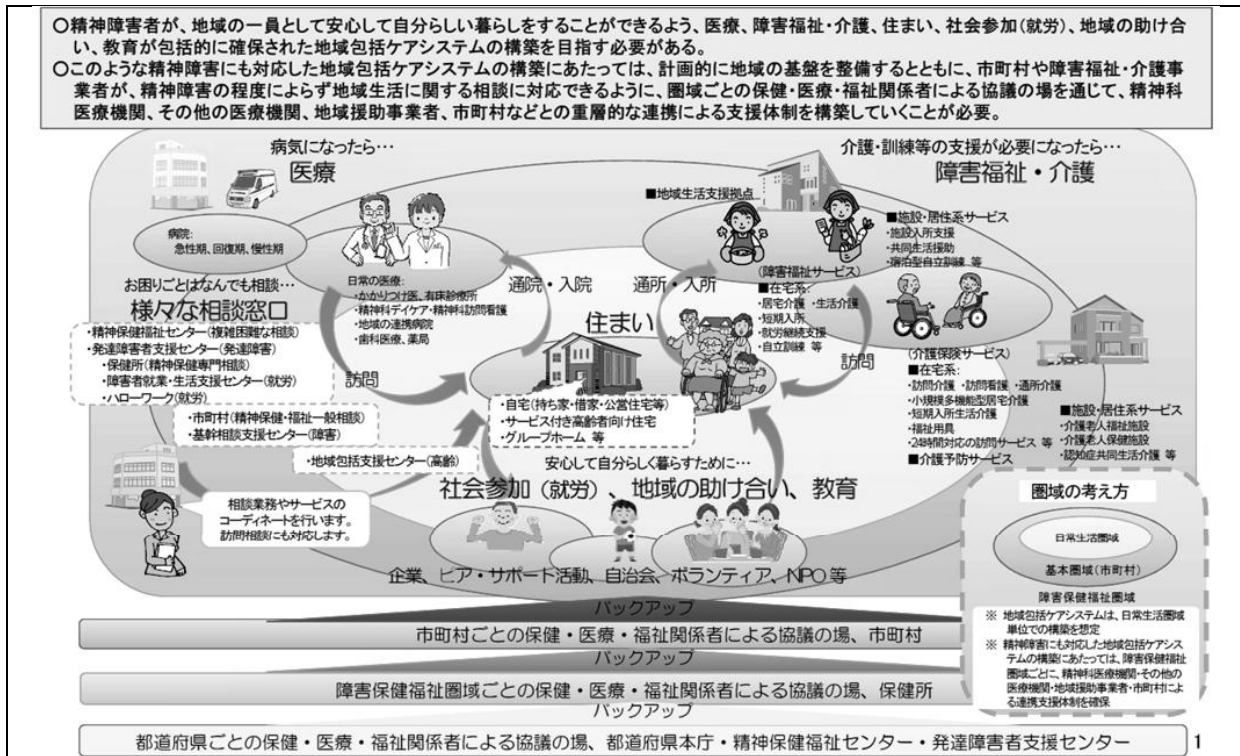 ○精神障害者が、地域の一員として安心して自分らしい暮らしをすることができるよう、医療、障害福祉・介護、住まい、社会参加(就労)、地域の助け合
い、教育が包括的に確保された地域包括ケアシステムの構築を目指す必要がある。
○このような精神障害にも対応した地域包括ケアシステムの構築にあたっては、計画的に地域の基盤を整備するとともに、市町村や障害福祉・介護事
業者が、精神障害の程度によらず地域生活に関する相談に対応できるように、圏域ごとの保健・医療・福祉関係者による協議の場を通じて、精神科
医療機関、その他の医療機関、地域援助事業者、市町村などとの重層的な連携による支援体制を構築していくことが必要。
病気になったら…
医療
病院:
急性期、回復期、慢性期
日常の医療:
・かかりつけ医、有床診療所
・精神科デイケア・精神科訪問看護
・地域の連携病院
・歯科医療、薬局
介護・訓練等の支援が必要になったら…
障害福祉・介護
■地域生活支援拠点
■施設・居住系サービス
・施設入所支援
・共同生活援助
・宿泊型自立訓練 等
(障害福祉サービス)
■在宅系:
・居宅介護 ・生活介護
・短期入所
・就労継続支援
・自立訓練 等
(介護保険サービス)
■在宅系:
・訪問介護 ・訪問看護 ・通所介護
・小規模多機能型居宅介護
・短期入所生活介護
・福祉用具
・24時間対応の訪問サービス 等
■介護予防サービス
■施設・居住系サービス
・介護老人福祉施設
・介護老人保健施設
・認知症共同生活介護 等
通院・入院
通所・入所
訪問
訪問
住まい
・自宅(持ち家・借家・公営住宅等)
・サービス付き高齢者向け住宅
・グループホーム 等
お困りごとはなんでも相談…
様々な相談窓口
・精神保健福祉センター(複雑困難な相談)
・発達障害者支援センター(発達障害)
・保健所(精神保健専門相談)
・障害者就業・生活支援センター(就労)
・ハローワーク(就労)
・市町村(精神保健・福祉一般相談)
・基幹相談支援センター(障害)
・地域包括支援センター(高齢)
相談業務やサービスの
コーディネートを行います。
訪問相談にも対応します。
安心して自分らしく暮らすために…
社会参加(就労)、地域の助け合い、教育
企業、ピア・サポート活動、自治会、ボランティア、NPO等
圏域の考え方
日常生活圏域
基本圏域(市町村)
障害保健福祉圏域
※ 地域包括ケアシステムは、日常生活圏域
単位での構築を想定
※ 精神障害にも対応した地域包括ケアシス
テムの構築にあたっては、障害保健福祉
圏域ごとに、精神科医療機関・その他の
医療機関・地域援助事業者・市町村によ
る連携支援体制を確保
バックアップ
市町村ごとの保健・医療・福祉関係者による協議の場、市町村
バックアップ
障害保健福祉圏域ごとの保健・医療・福祉関係者による協議の場、保健所
バックアップ
都道府県ごとの保健・医療・福祉関係者による協議の場、都道府県本庁・精神保健福祉センター・発達障害者支援センター
1